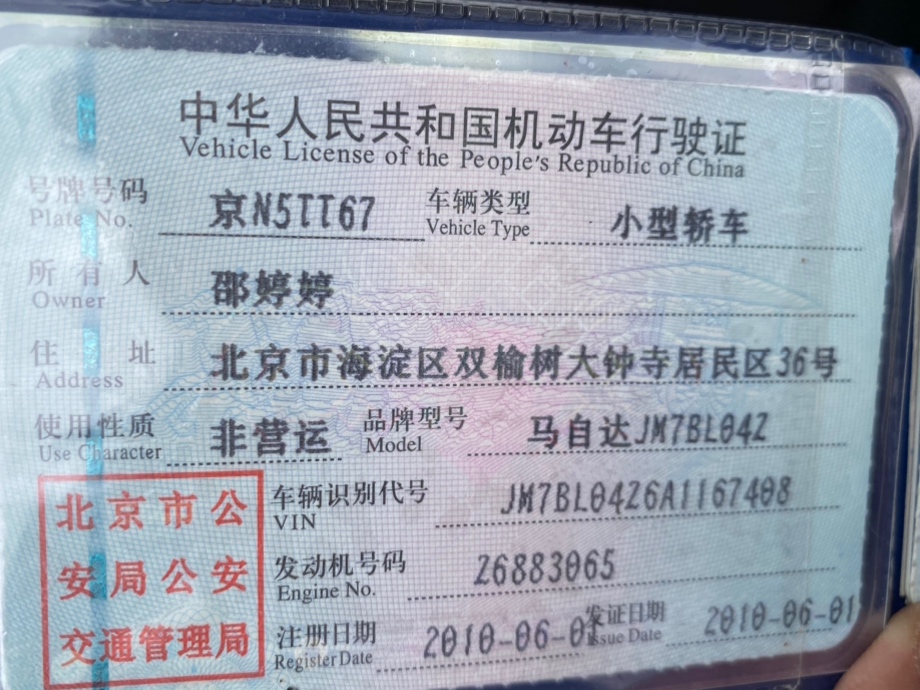 中华人民共和国机动车行驶证
Vehicle License of the People's Republic of China
号牌号码 京N5TT67 车辆类型 小型轿车
Plate No. Vehicle Type
所有人 邵婷婷
Owner
住址 北京市海淀区双榆树大钟寺居民区36号
Address
使用性质 非营运 品牌型号 马自达JM7BL04Z
Use Character Model
北京市公安局公安交通管理局
车辆识别代号 JM7BL04Z6A1167408
VIN
发动机号码 Z6883065
Engine No.
注册日期 2010-06-01 发证日期 2010-06-01
Register Date Issue Date